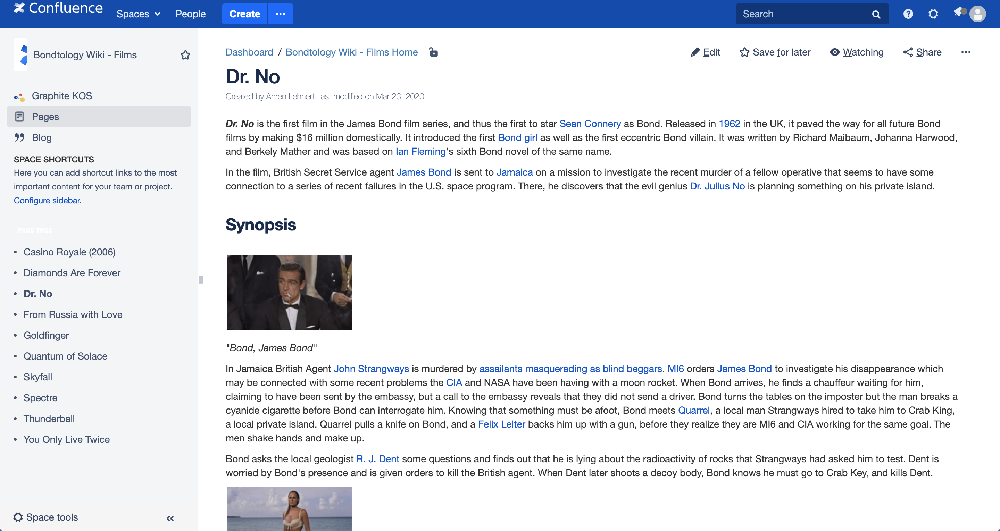 Confluence
Spaces
People
Create
Search
Bondtology Wiki - Films
Graphite KOS
Pages
Blog
SPACE SHORTCUTS
Here you can add shortcut links to the most
important content for your team or project.
Configure sidebar.
PAGE TREE
• Casino Royale (2006)
• Diamonds Are Forever
• Dr. No
• From Russia with Love
• Goldfinger
• Quantum of Solace
• Skyfall
• Spectre
• Thunderball
• You Only Live Twice
Space tools
Dashboard / Bondtology Wiki - Films Home
Edit
Save for later
Watching
Share
Dr. No
Created by Ahren Lehnert, last modified on Mar 23, 2020
Dr. No is the first film in the James Bond film series, and thus the first to star Sean Connery as Bond. Released in 1962 in the UK, it paved the way for all future Bond
films by making $16 million domestically. It introduced the first Bond girl as well as the first eccentric Bond villain. It was written by Richard Maibaum, Johanna Harwood,
and Berkely Mather and was based on Ian Fleming's sixth Bond novel of the same name.
In the film, British Secret Service agent James Bond is sent to Jamaica on a mission to investigate the recent murder of a fellow operative that seems to have some
connection to a series of recent failures in the U.S. space program. There, he discovers that the evil genius Dr. Julius No is planning something on his private island.
Synopsis
"Bond, James Bond"
In Jamaica British Agent John Strangways is murdered by assailants masquerading as blind beggars. MI6 orders James Bond to investigate his disappearance which
may be connected with some recent problems the CIA and NASA have been having with a moon rocket. When Bond arrives, he finds a chauffeur waiting for him,
claiming to have been sent by the embassy, but a call to the embassy reveals that they did not send a driver. Bond turns the tables on the imposter but the man breaks a
cyanide cigarette before Bond can interrogate him. Knowing that something must be afoot, Bond meets Quarrel, a local man Strangways hired to take him to Crab King,
a local private island. Quarrel pulls a knife on Bond, and a Felix Leiter backs him up with a gun, before they realize they are MI6 and CIA working for the same goal. The
men shake hands and make up.
Bond asks the local geologist R. J. Dent some questions and finds out that he is lying about the radioactivity of rocks that Strangways had asked him to test. Dent is
worried by Bond's presence and is given orders to kill the British agent. When Dent later shoots a decoy body, Bond knows he must go to Crab Key, and kills Dent.